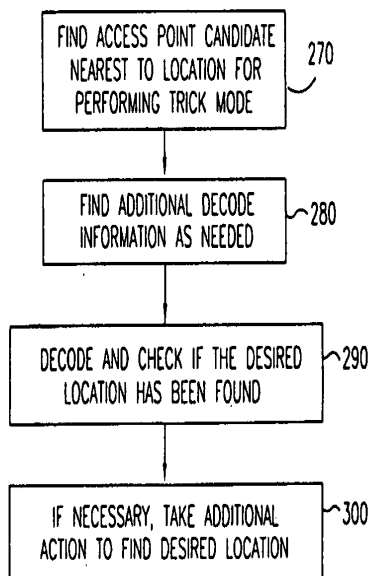 FIND ACCESS POINT CANDIDATE
NEAREST TO LOCATION FOR
PERFORMING TRICK MODE
270
FIND ADDITIONAL DECODE
INFORMATION AS NEEDED
280
DECODE AND CHECK IF THE DESIRED
LOCATION HAS BEEN FOUND
290
IF NECESSARY, TAKE ADDITIONAL
ACTION TO FIND DESIRED LOCATION
300